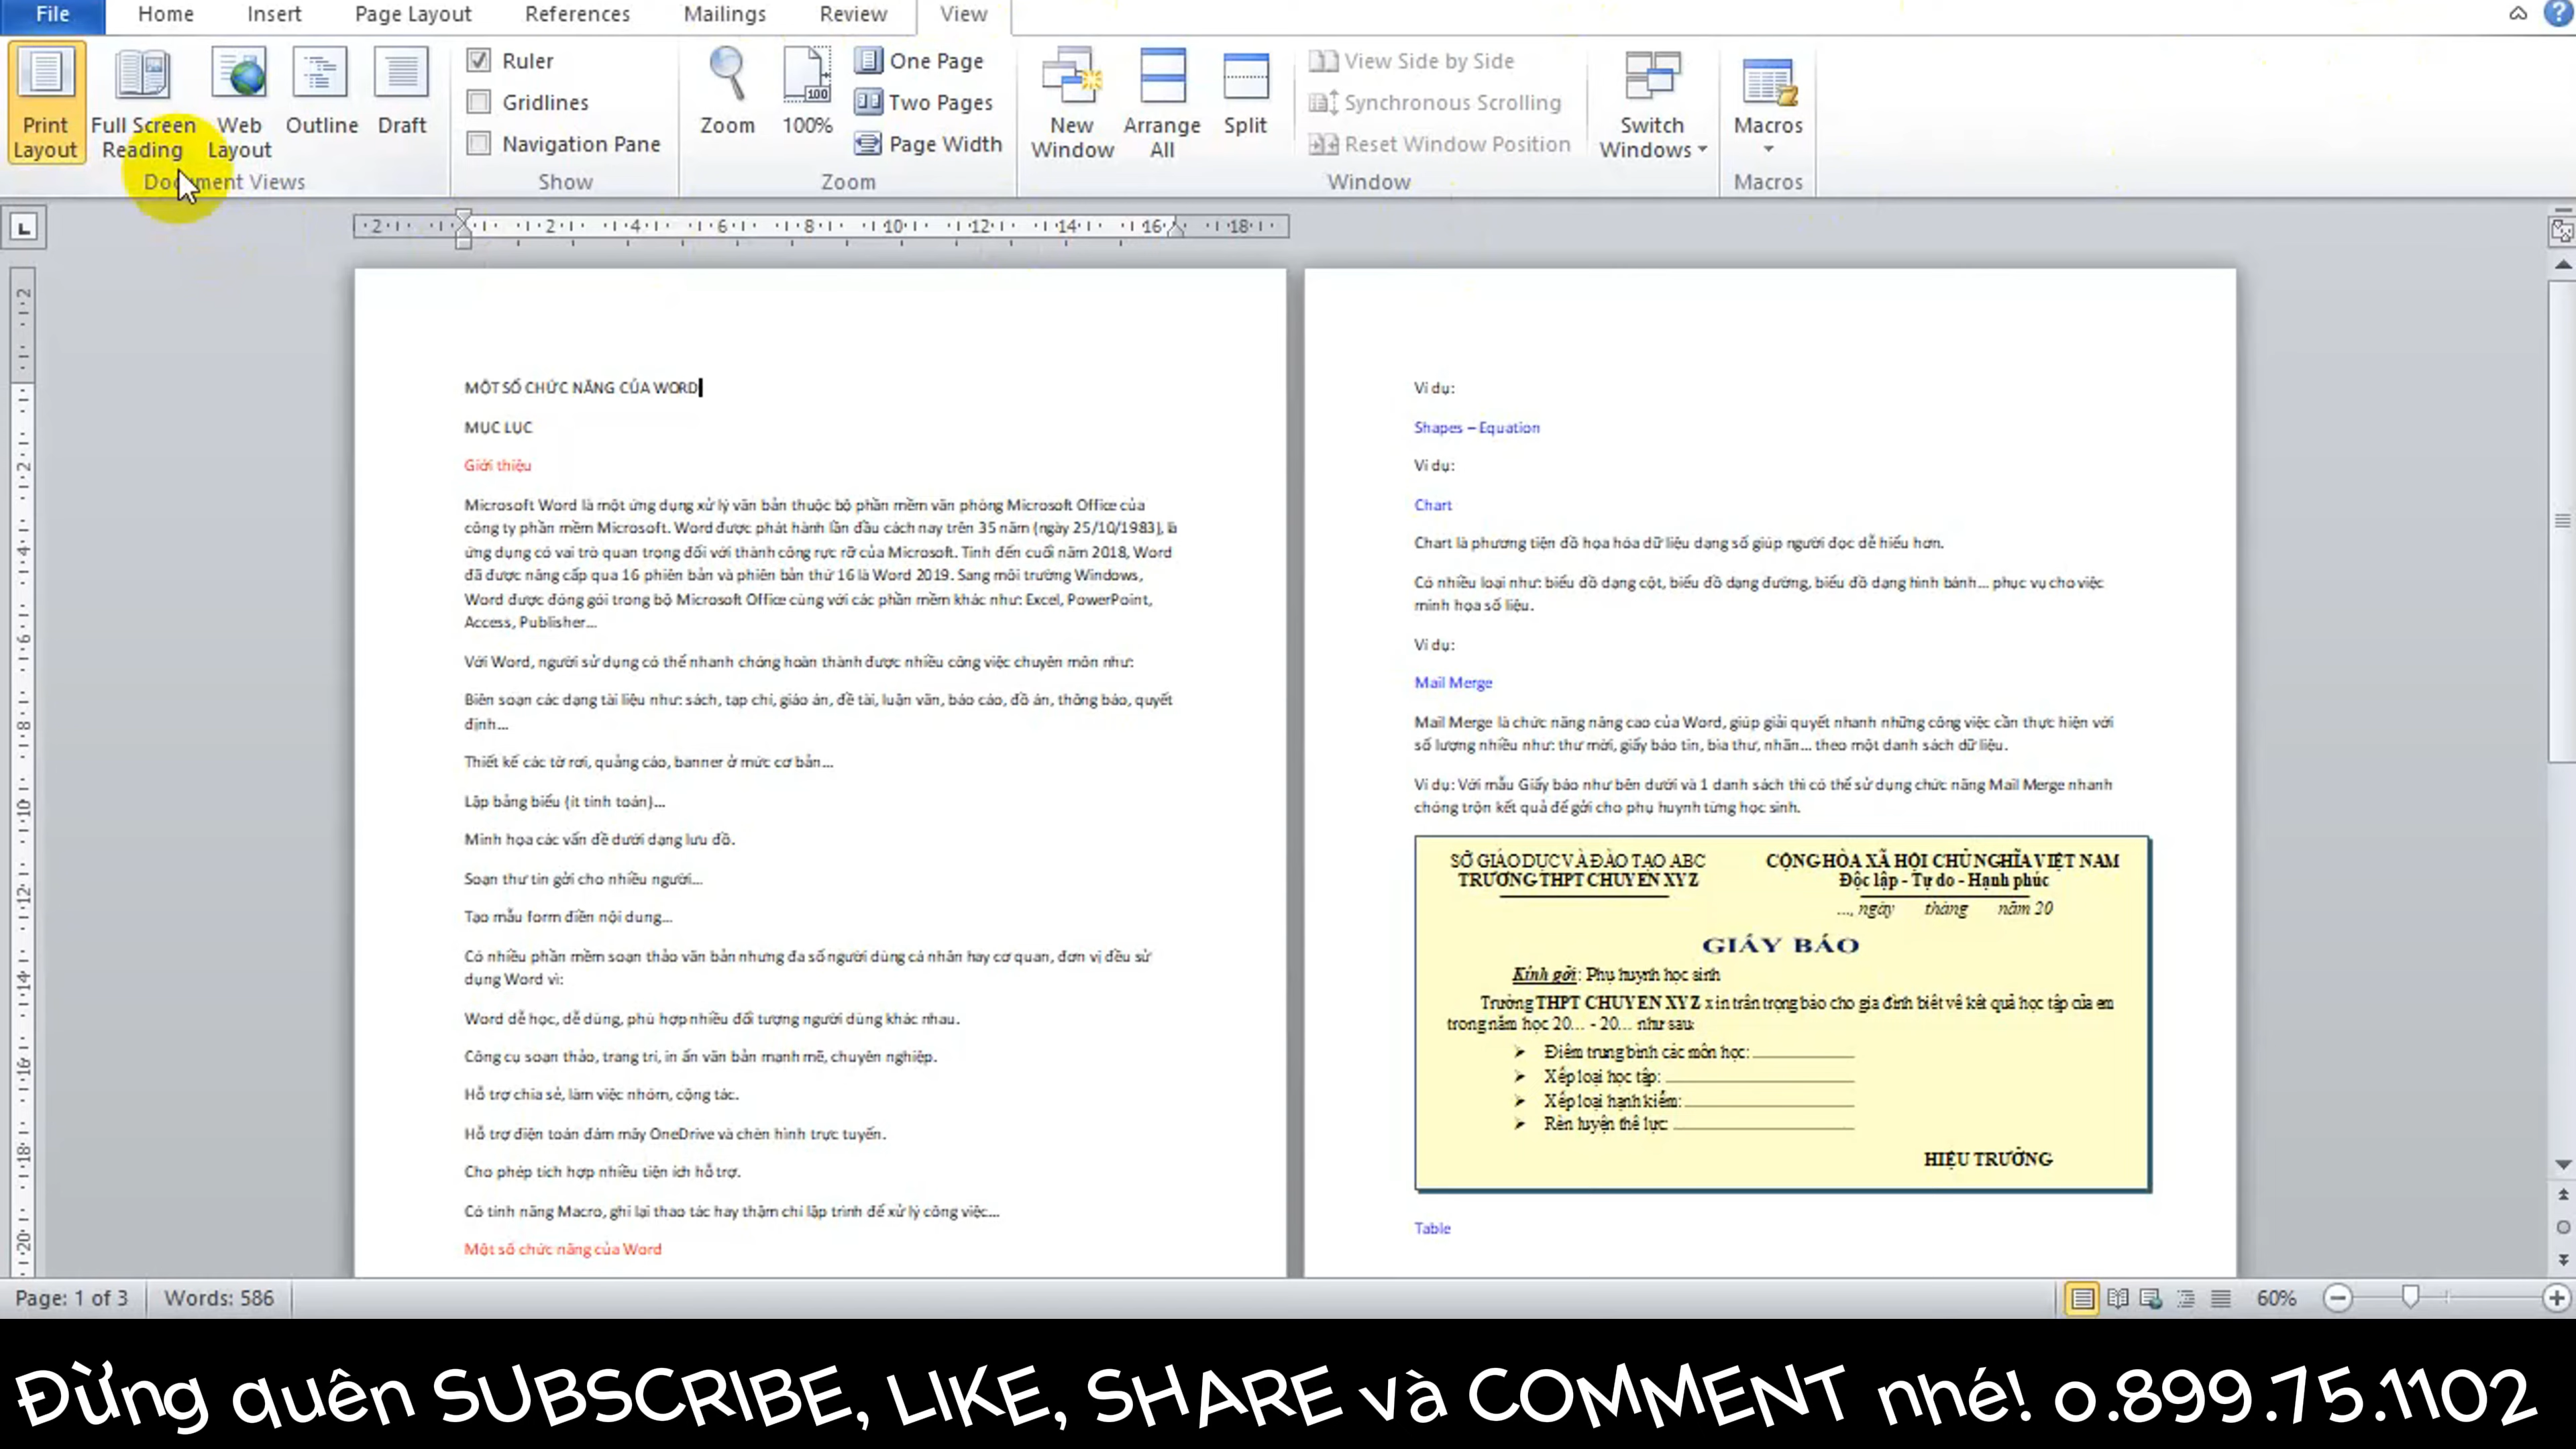 File Home Insert Page Layout References Mailings Review View
Print Layout
Full Screen Reading
Web Layout
Outline
Draft
Document Views
Ruler
Gridlines
Navigation Pane
Show
Zoom
100%
One Page
Two Pages
Page Width
Zoom
New Window
Arrange All
Split
View Side by Side
Synchronous Scrolling
Reset Window Position
Window
Switch Windows
Macros
Macros
2 2 4 6 8 10 12 14 16 18
MỘT SỐ CHỨC NĂNG CỦA WORD
MỤC LỤC
Giới thiệu
Microsoft Word là một ứng dụng xử lý văn bản thuộc bộ phần mềm văn phòng Microsoft Office của
công ty phần mềm Microsoft. Word được phát hành lần đầu cách nay trên 35 năm (ngày 25/10/1983), là
ứng dụng có vai trò quan trọng đối với thành công rực rỡ của Microsoft. Tính đến cuối năm 2018, Word
đã được nâng cấp qua 16 phiên bản và phiên bản thứ 16 là Word 2019. Sang môi trường Windows,
Word được đóng gói trong bộ Microsoft Office cùng với các phần mềm khác như: Excel, PowerPoint,
Access, Publisher...
Với Word, người sử dụng có thể nhanh chóng hoàn thành được nhiều công việc chuyên môn như:
Biên soạn các dạng tài liệu như: sách, tạp chí, giáo án, đề tài, luận văn, báo cáo, đồ án, thông báo, quyết
định...
Thiết kế các tờ rơi, quảng cáo, banner ở mức cơ bản...
Lập bảng biểu (ít tính toán)...
Minh họa các vấn đề dưới dạng lưu đồ.
Soạn thư tín gởi cho nhiều người...
Tạo mẫu form điền nội dung...
Có nhiều phần mềm soạn thảo văn bản nhưng đa số người dùng cá nhân hay cơ quan, đơn vị đều sử
dụng Word vì:
Word dễ học, dễ dùng, phù hợp nhiều đối tượng người dùng khác nhau.
Công cụ soạn thảo, trang trí, in ấn văn bản mạnh mẽ, chuyên nghiệp.
Hỗ trợ chia sẻ, làm việc nhóm, cộng tác.
Hỗ trợ điện toán đám mây OneDrive và chèn hình trực tuyến.
Cho phép tích hợp nhiều tiện ích hỗ trợ.
Có tính năng Macro, ghi lại thao tác hay thậm chí lập trình để xử lý công việc...
Một số chức năng của Word
Ví dụ:
Shapes – Equation
Ví dụ:
Chart
Chart là phương tiện đồ họa hóa dữ liệu dạng số giúp người đọc dễ hiểu hơn.
Có nhiều loại như: biểu đồ dạng cột, biểu đồ dạng đường, biểu đồ dạng hình bánh... phục vụ cho việc
minh họa số liệu.
Ví dụ:
Mail Merge
Mail Merge là chức năng nâng cao của Word, giúp giải quyết nhanh những công việc cần thực hiện với
số lượng nhiều như: thư mời, giấy báo tin, bìa thư, nhãn... theo một danh sách dữ liệu.
Ví dụ: Với mẫu Giấy báo như bên dưới và 1 danh sách thì có thể sử dụng chức năng Mail Merge nhanh
chóng trộn kết quả để gởi cho phụ huynh từng học sinh.
SỞ GIÁO DỤC VÀ ĐÀO TẠO ABC
TRƯỜNG THPT CHUYÊN XYZ
CỘNG HÒA XÃ HỘI CHỦ NGHĨA VIỆT NAM
Độc lập - Tự do - Hạnh phúc
..., ngày tháng năm 20
GIẤY BÁO
Kính gởi: Phụ huynh học sinh
Trường THPT CHUYÊN XYZ xin trân trọng báo cho gia đình biết về kết quả học tập của em
trong năm học 20... - 20... như sau:
Điểm trung bình các môn học:
Xếp loại học tập:
Xếp loại hạnh kiểm:
Rèn luyện thể lực:
HIỆU TRƯỞNG
Table
Page: 1 of 3 Words: 586 60%
Đừng quên SUBSCRIBE, LIKE, SHARE và COMMENT nhé! 0.899.75.1102